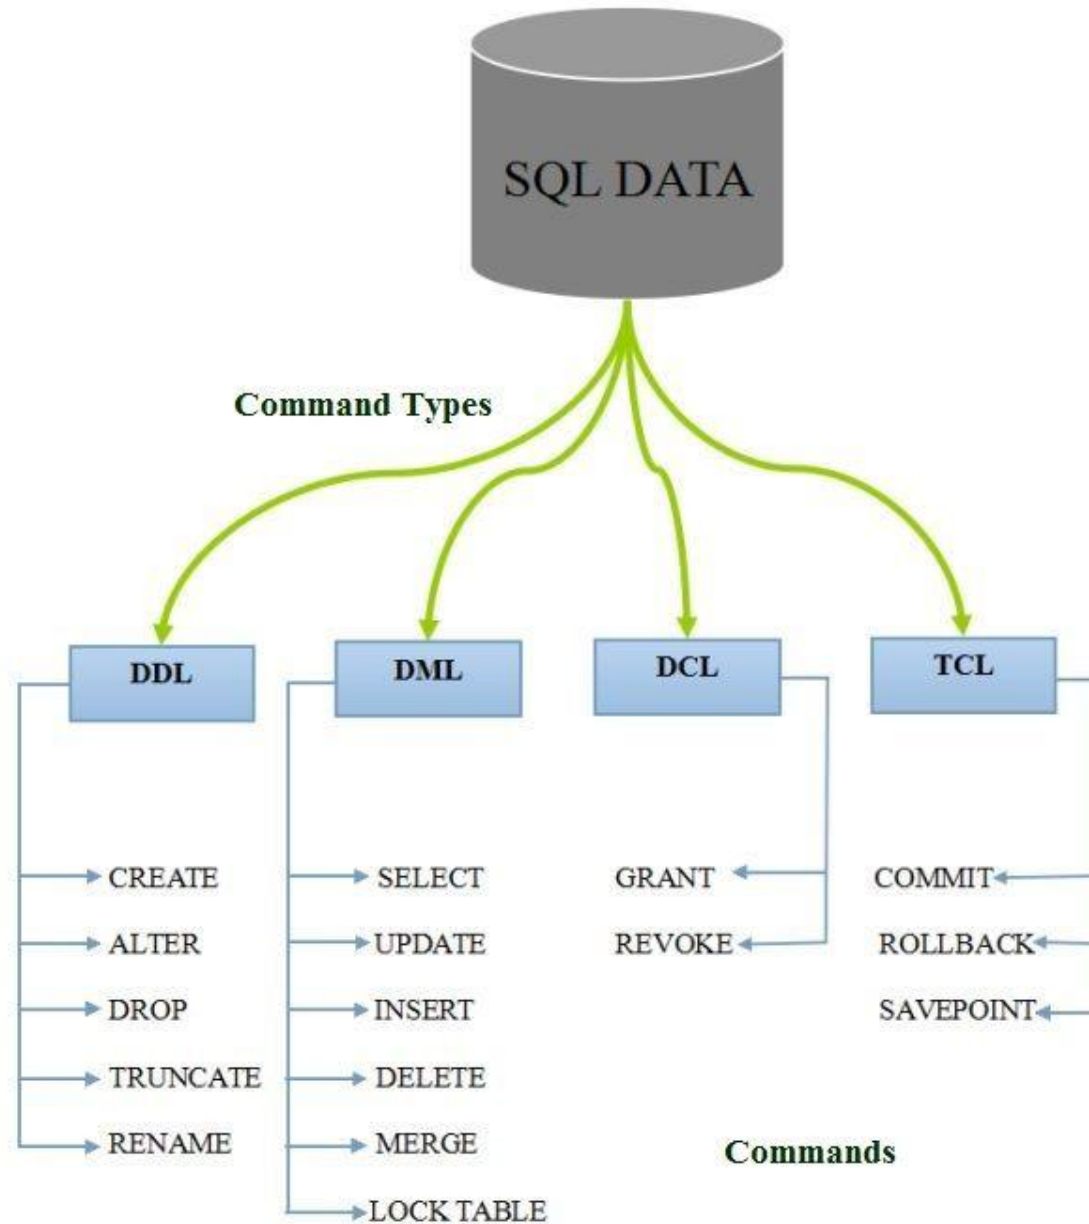 SQL DATA
Command Types
DDL
DML
DCL
TCL
CREATE
ALTER
DROP
TRUNCATE
RENAME
SELECT
UPDATE
INSERT
DELETE
MERGE
LOCK TABLE
GRANT
REVOKE
COMMIT
ROLLBACK
SAVEPOINT
Commands